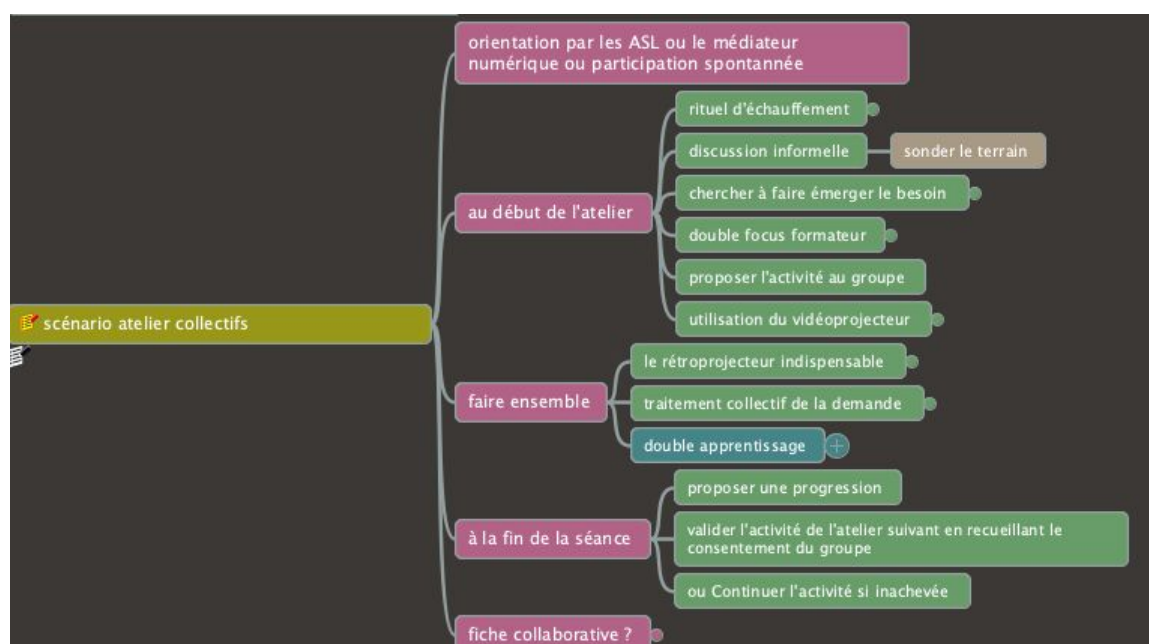 orientation par les ASL ou le médiateur
numérique ou participation spontannée
rituel d'échauffement
discussion informelle
sonder le terrain
chercher à faire émerger le besoin
au début de l'atelier
double focus formateur
proposer l'activité au groupe
utilisation du vidéoprojecteur
scénario atelier collectifs
le rétroprojecteur indispensable
faire ensemble
traitement collectif de la demande
double apprentissage
proposer une progression
à la fin de la séance
valider l'activité de l'atelier suivant en recueillant le
consentement du groupe
ou Continuer l'activité si inachevée
fiche collaborative ?